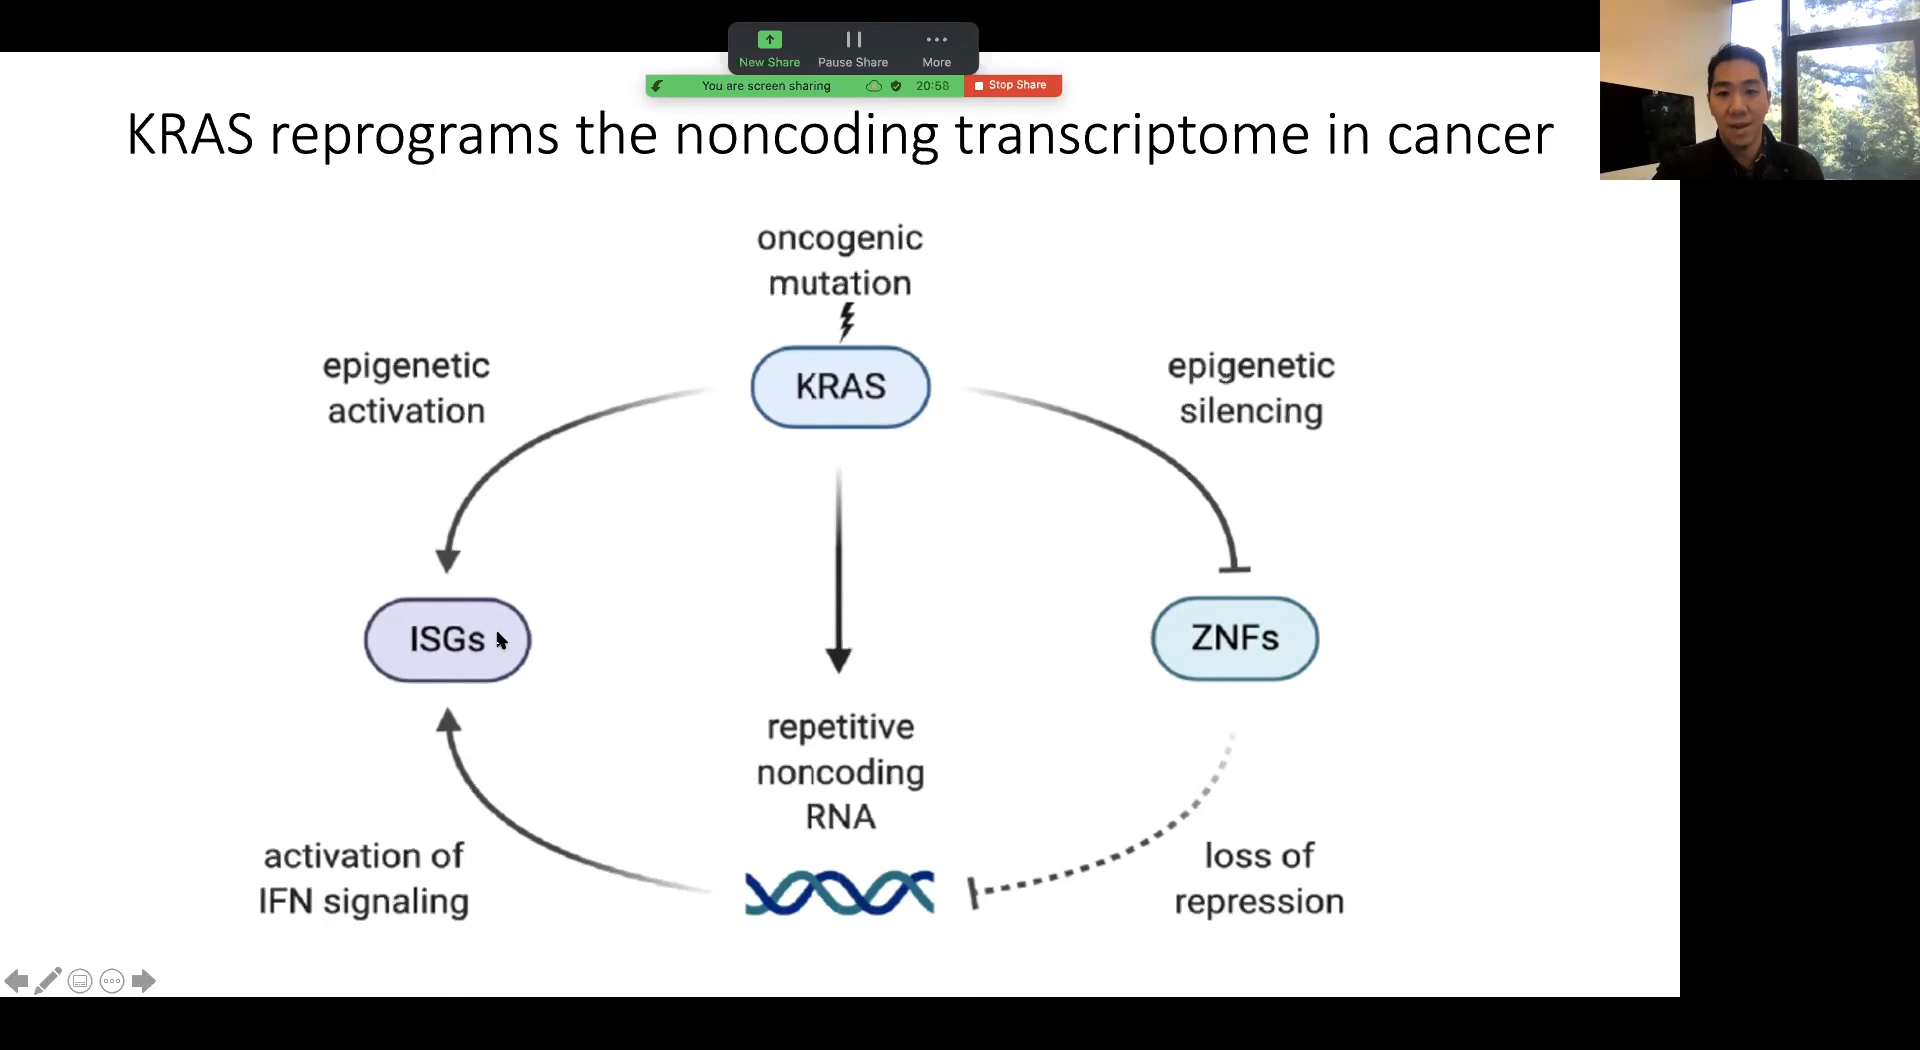 New Share
Pause Share
More
You are screen sharing
20:58
Stop Share
KRAS reprograms the noncoding transcriptome in cancer
oncogenic
mutation
KRAS
epigenetic
activation
epigenetic
silencing
ISGs
ZNFs
repetitive
noncoding
RNA
activation of
IFN signaling
loss of
repression